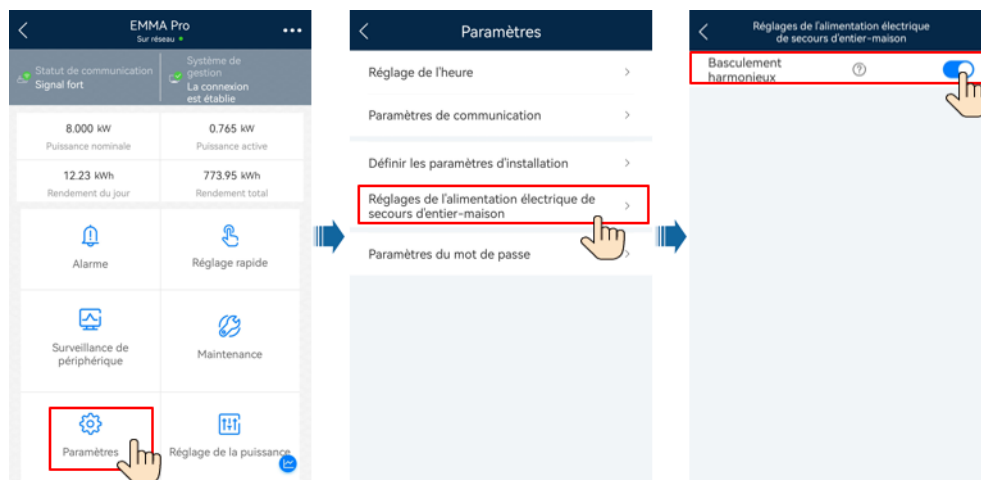 EMMA Pro
Sur réseau
Statut de communication
Signal fort
Système de
gestion
La connexion
est établie
8.000 kW
Puissance nominale
0.765 kW
Puissance active
12.23 kWh
Rendement du jour
773.95 kWh
Rendement total
Alarme
Réglage rapide
Surveillance de
périphérique
Maintenance
Paramètres
Réglage de la puissance
Paramètres
Réglage de l'heure
Paramètres de communication
Définir les paramètres d'installation
Réglages de l'alimentation électrique de
secours d'entier-maison
Paramètres du mot de passe
Réglages de l'alimentation électrique
de secours d'entier-maison
Basculement
harmonieux